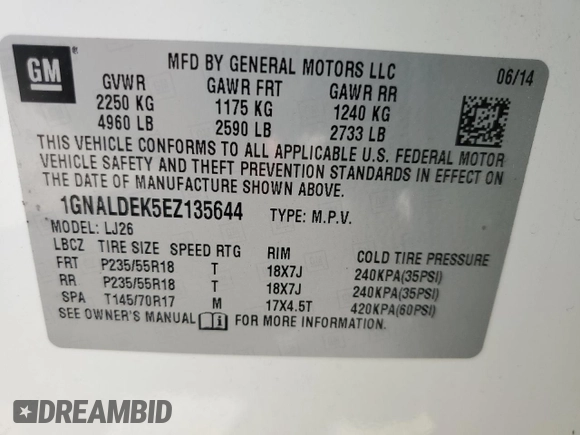 GM
MFD BY GENERAL MOTORS LLC 06/14
GVWR GAWR FRT GAWR RR
2250 KG 1175 KG 1240 KG
4960 LB 2590 LB 2733 LB
THIS VEHICLE CONFORMS TO ALL APPLICABLE U.S. FEDERAL MOTOR
VEHICLE SAFETY AND THEFT PREVENTION STANDARDS IN EFFECT ON
THE DATE OF MANUFACTURE SHOWN ABOVE.
1GNALDEK5EZ135644 TYPE: M.P.V.
MODEL: LJ26
LBCZ TIRE SIZE SPEED RTG RIM COLD TIRE PRESSURE
FRT P235/55R18 T 18X7J 240KPA(35PSI)
RR P235/55R18 T 18X7J 240KPA(35PSI)
SPA T145/70R17 M 17X4.5T 420KPA(60PSI)
SEE OWNER'S MANUAL FOR MORE INFORMATION.
DREAMBID